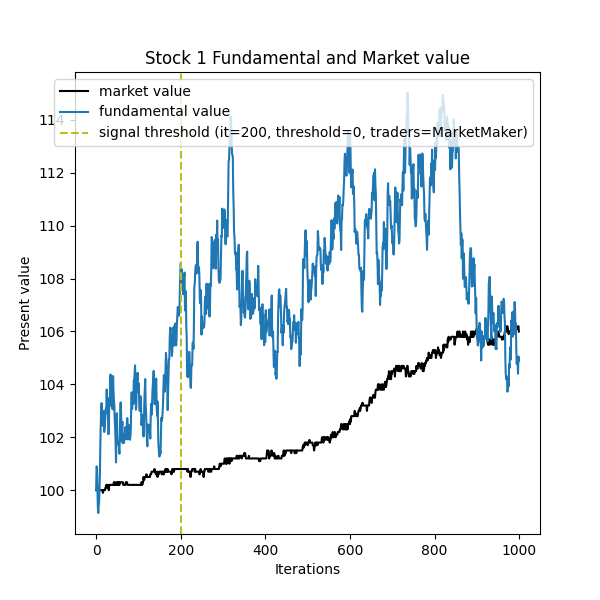 Stock 1 Fundamental and Market value
market value
fundamental value
signal threshold (it=200, threshold=0, traders=MarketMaker)
Present value
114
112
110
108
106
104
102
100
0 200 400 600 800 1000
Iterations